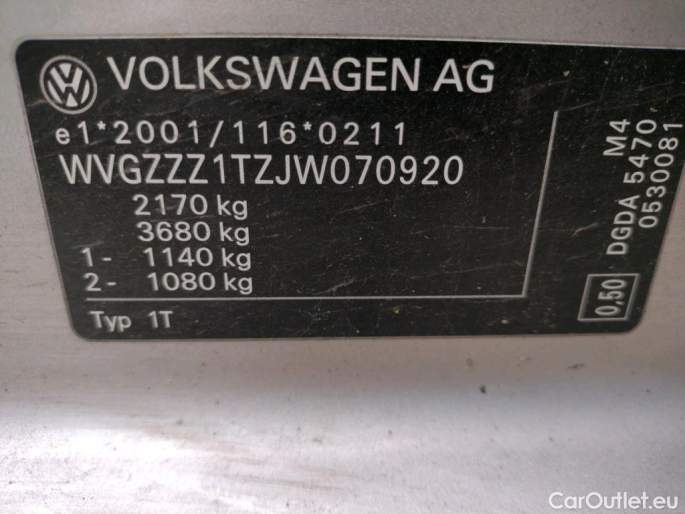 VOLKSWAGEN AG
e1*2001/116*0211
WVGZZZ1TZJW070920
2170 kg
3680 kg
1- 1140 kg
2- 1080 kg
Typ 1T
M4
DGDA 5470
0530081
0,50
CarOutlet.eu